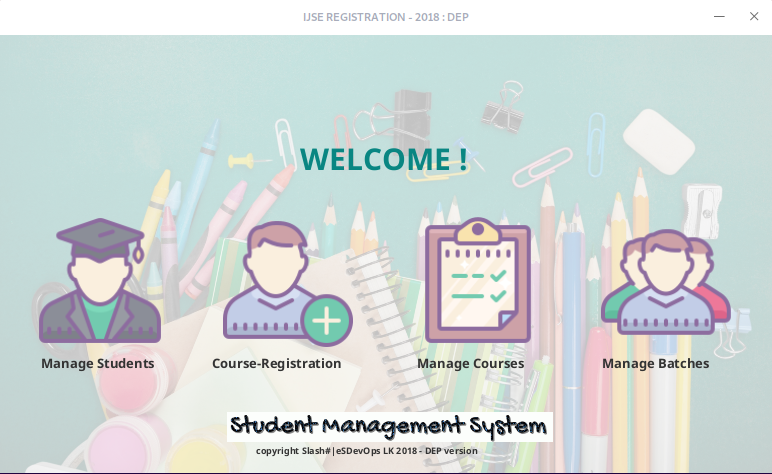 IJSE REGISTRATION - 2018 : DEP
WELCOME !
Manage Students
Course-Registration
Manage Courses
Manage Batches
Student Management System
copyright Slash#|eSDevOps LK 2018 - DEP version